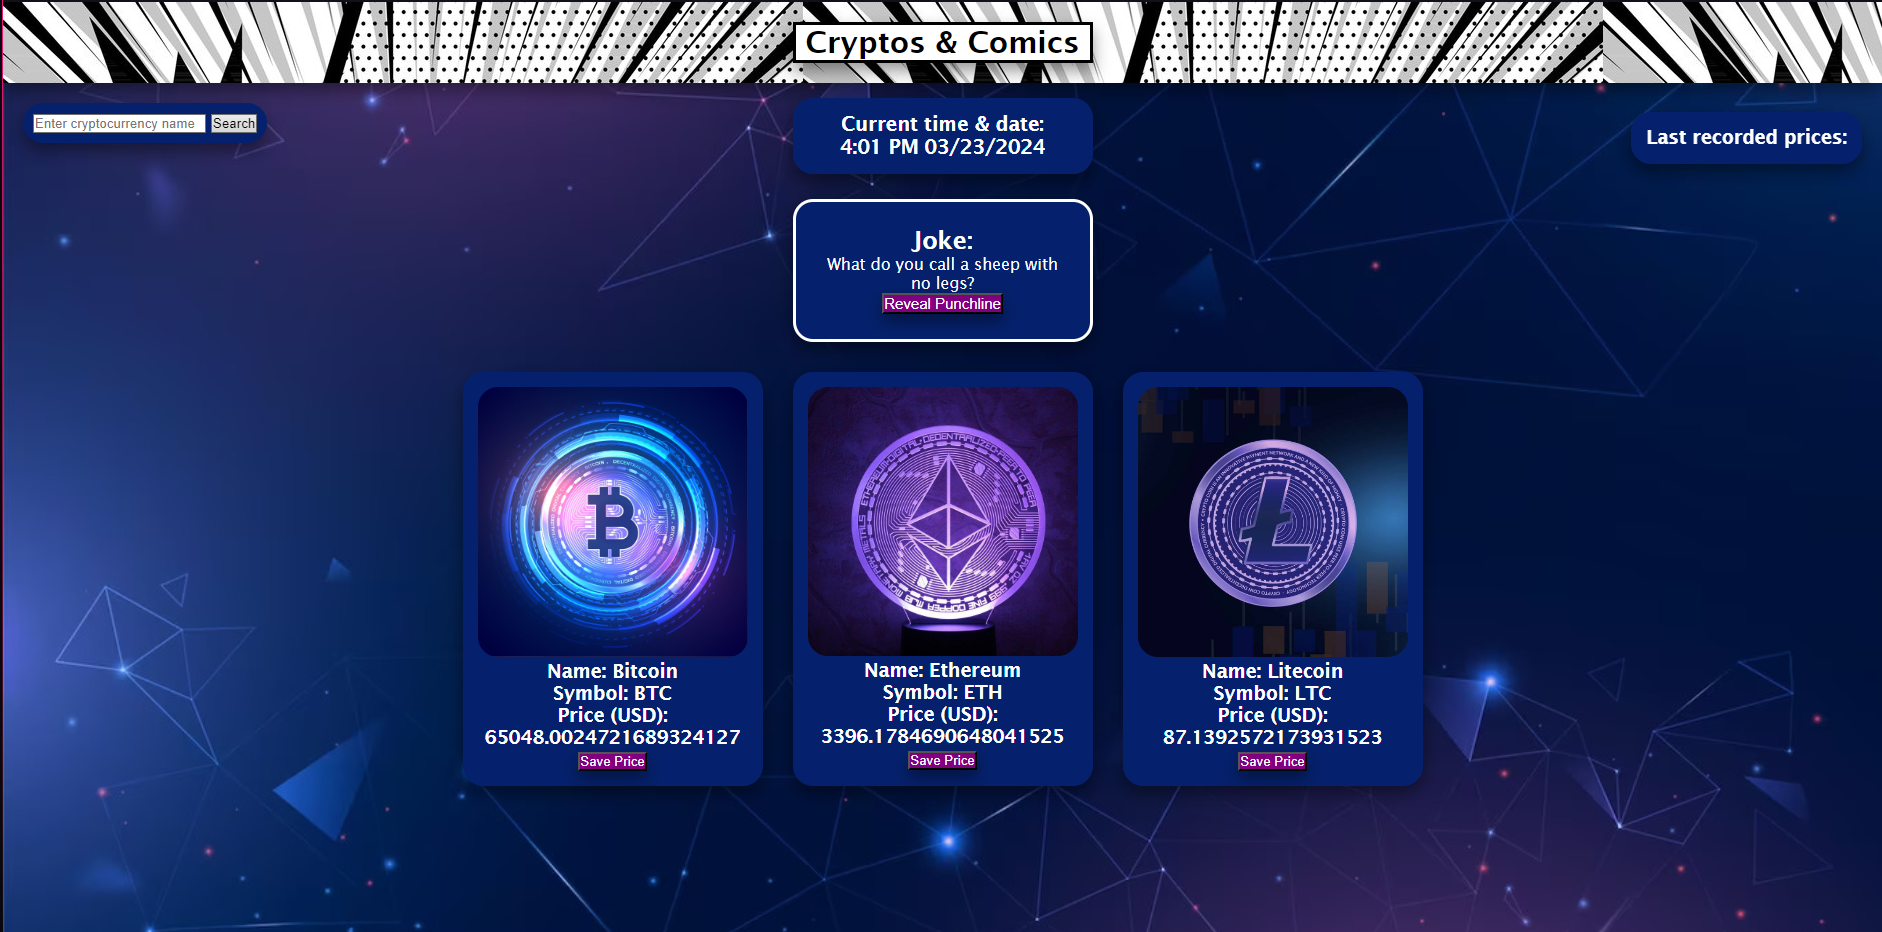 Cryptos & Comics
Enter cryptocurrency name Search
Current time & date:
4:01 PM 03/23/2024
Last recorded prices:
Joke:
What do you call a sheep with
no legs?
Reveal Punchline
Name: Bitcoin
Symbol: BTC
Price (USD):
65048.0024721689324127
Save Price
Name: Ethereum
Symbol: ETH
Price (USD):
3396.1784690648041525
Save Price
Name: Litecoin
Symbol: LTC
Price (USD):
87.1392572173931523
Save Price